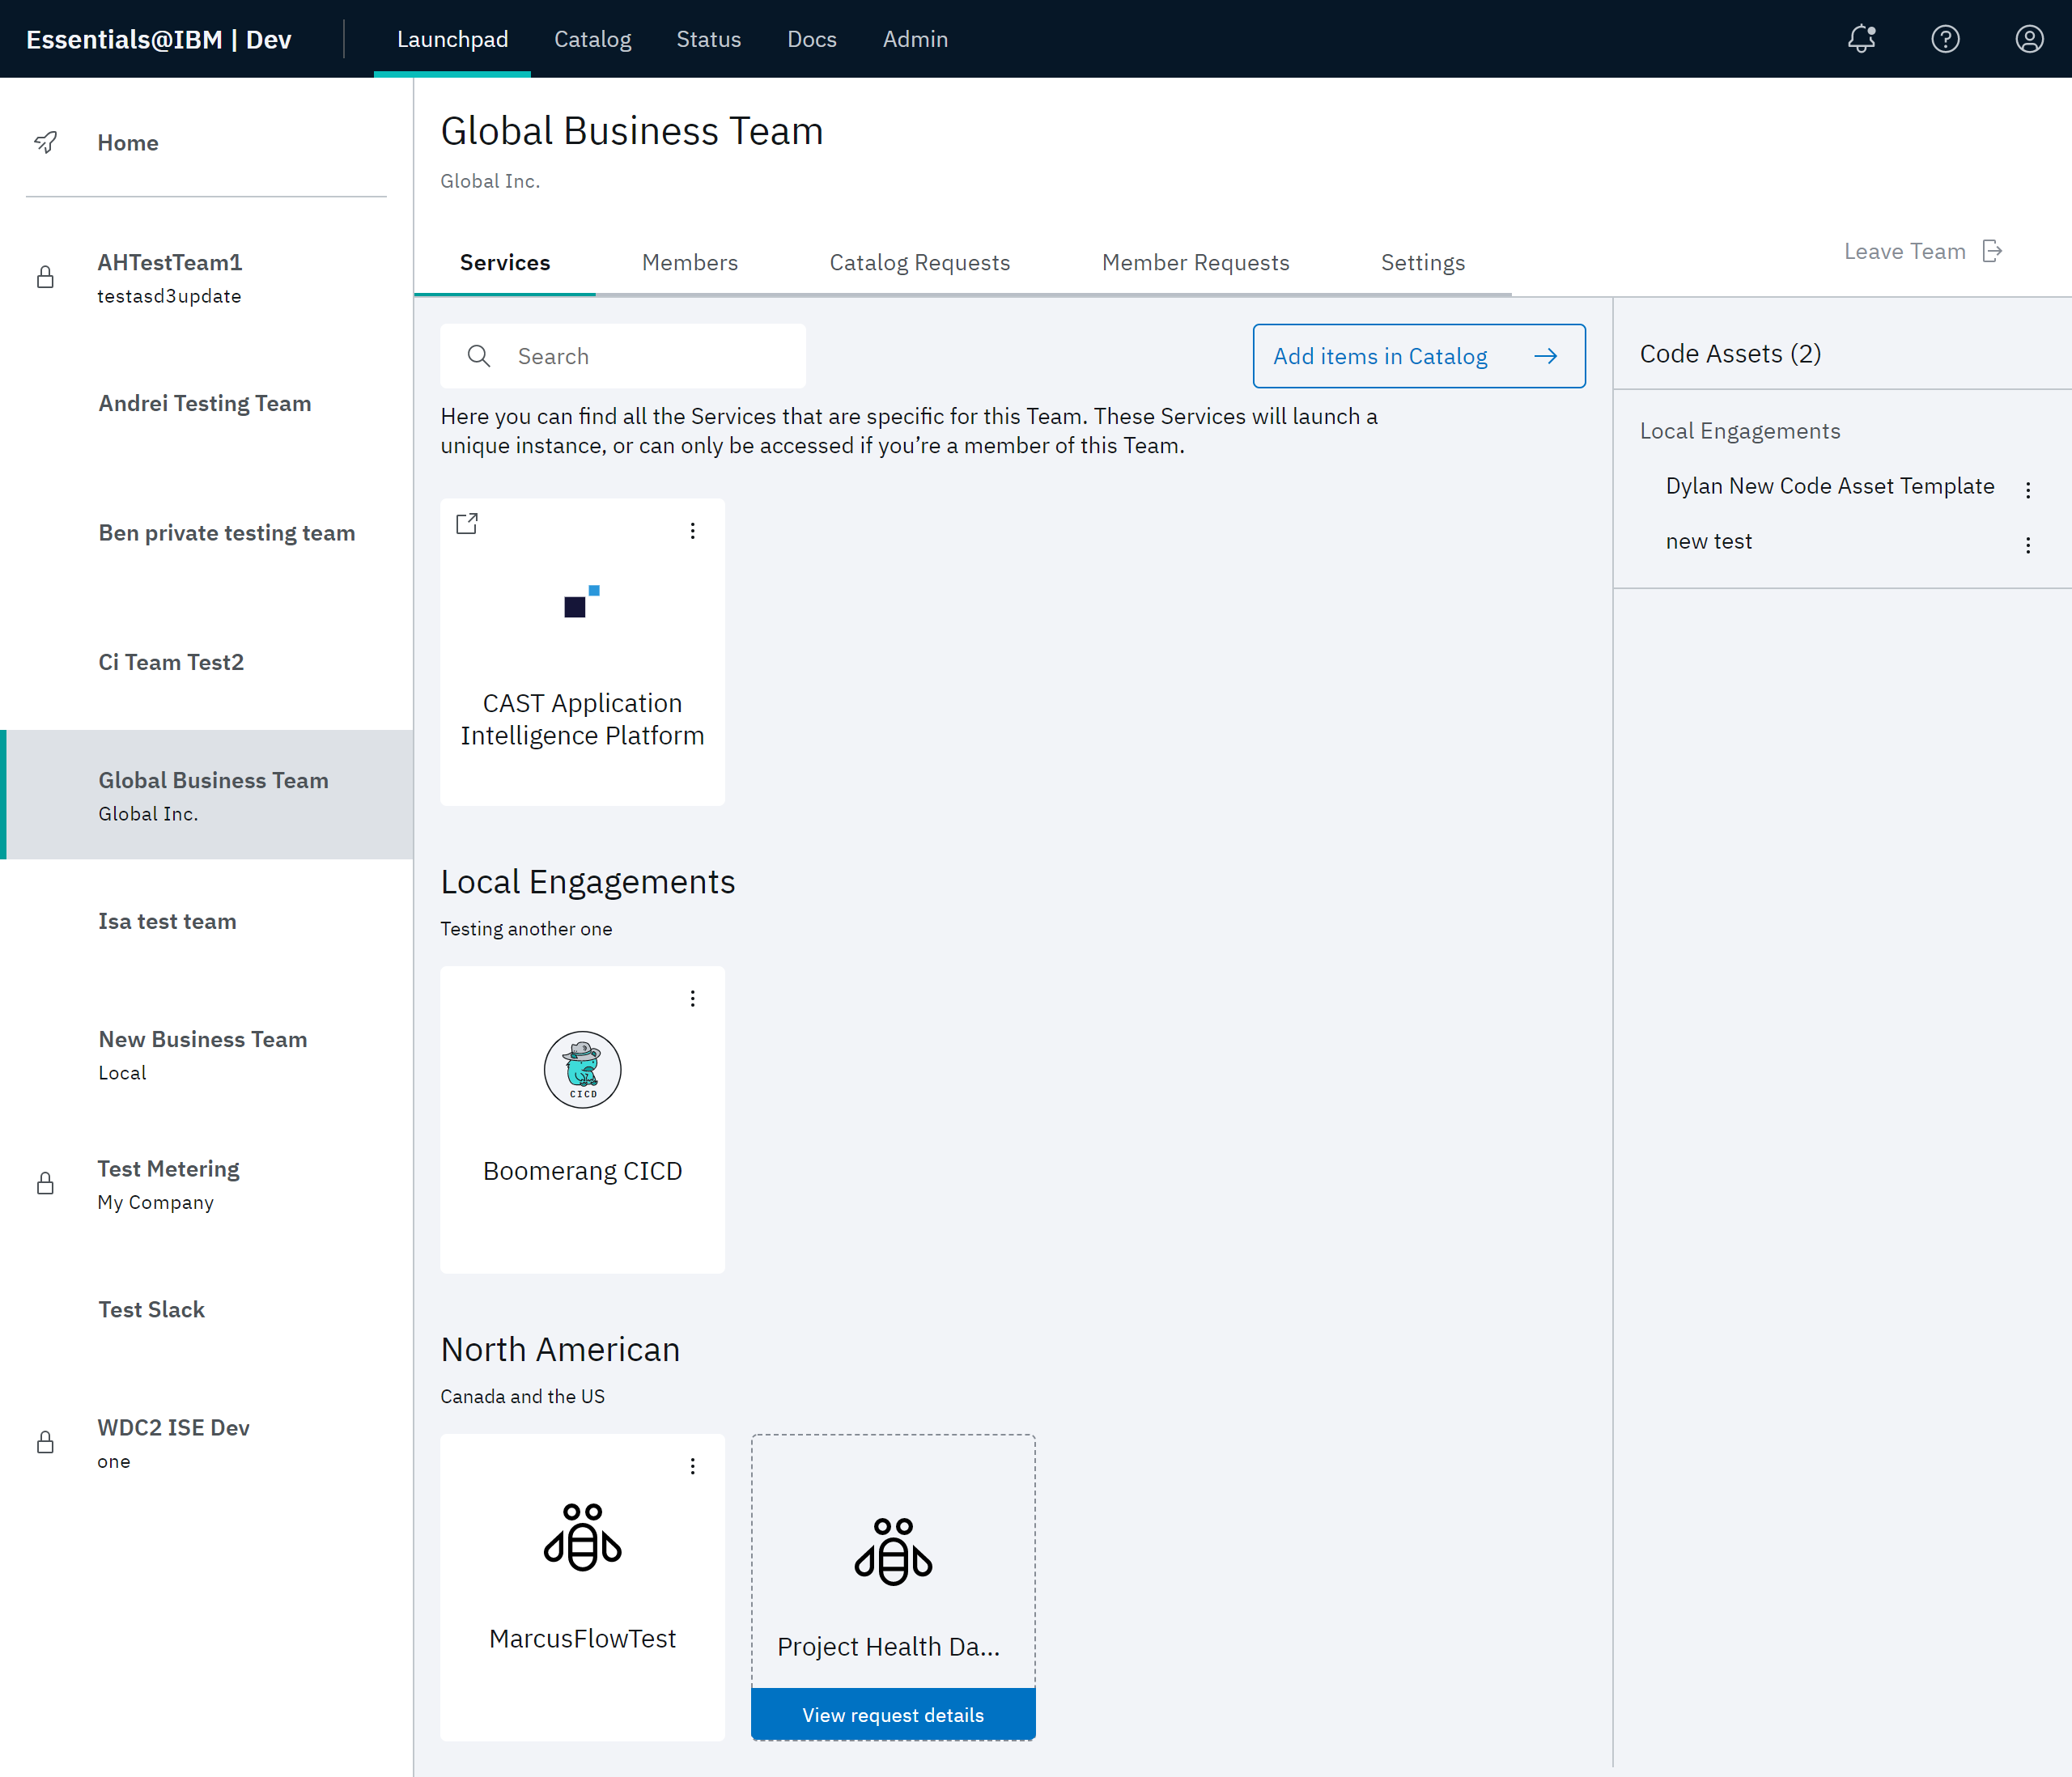 Essentials@IBM | Dev
Launchpad
Catalog
Status
Docs
Admin
Home
AHTestTeam1
testasd3update
Andrei Testing Team
Ben private testing team
Ci Team Test2
Global Business Team
Global Inc.
Isa test team
New Business Team
Local
Test Metering
My Company
Test Slack
WDC2 ISE Dev
one
Global Business Team
Global Inc.
Services
Members
Catalog Requests
Member Requests
Settings
Leave Team
Search
Add items in Catalog
Here you can find all the Services that are specific for this Team. These Services will launch a
unique instance, or can only be accessed if you’re a member of this Team.
CAST Application
Intelligence Platform
Local Engagements
Testing another one
CICD
Boomerang CICD
North American
Canada and the US
MarcusFlowTest
Project Health Da...
View request details
Code Assets (2)
Local Engagements
Dylan New Code Asset Template
new test